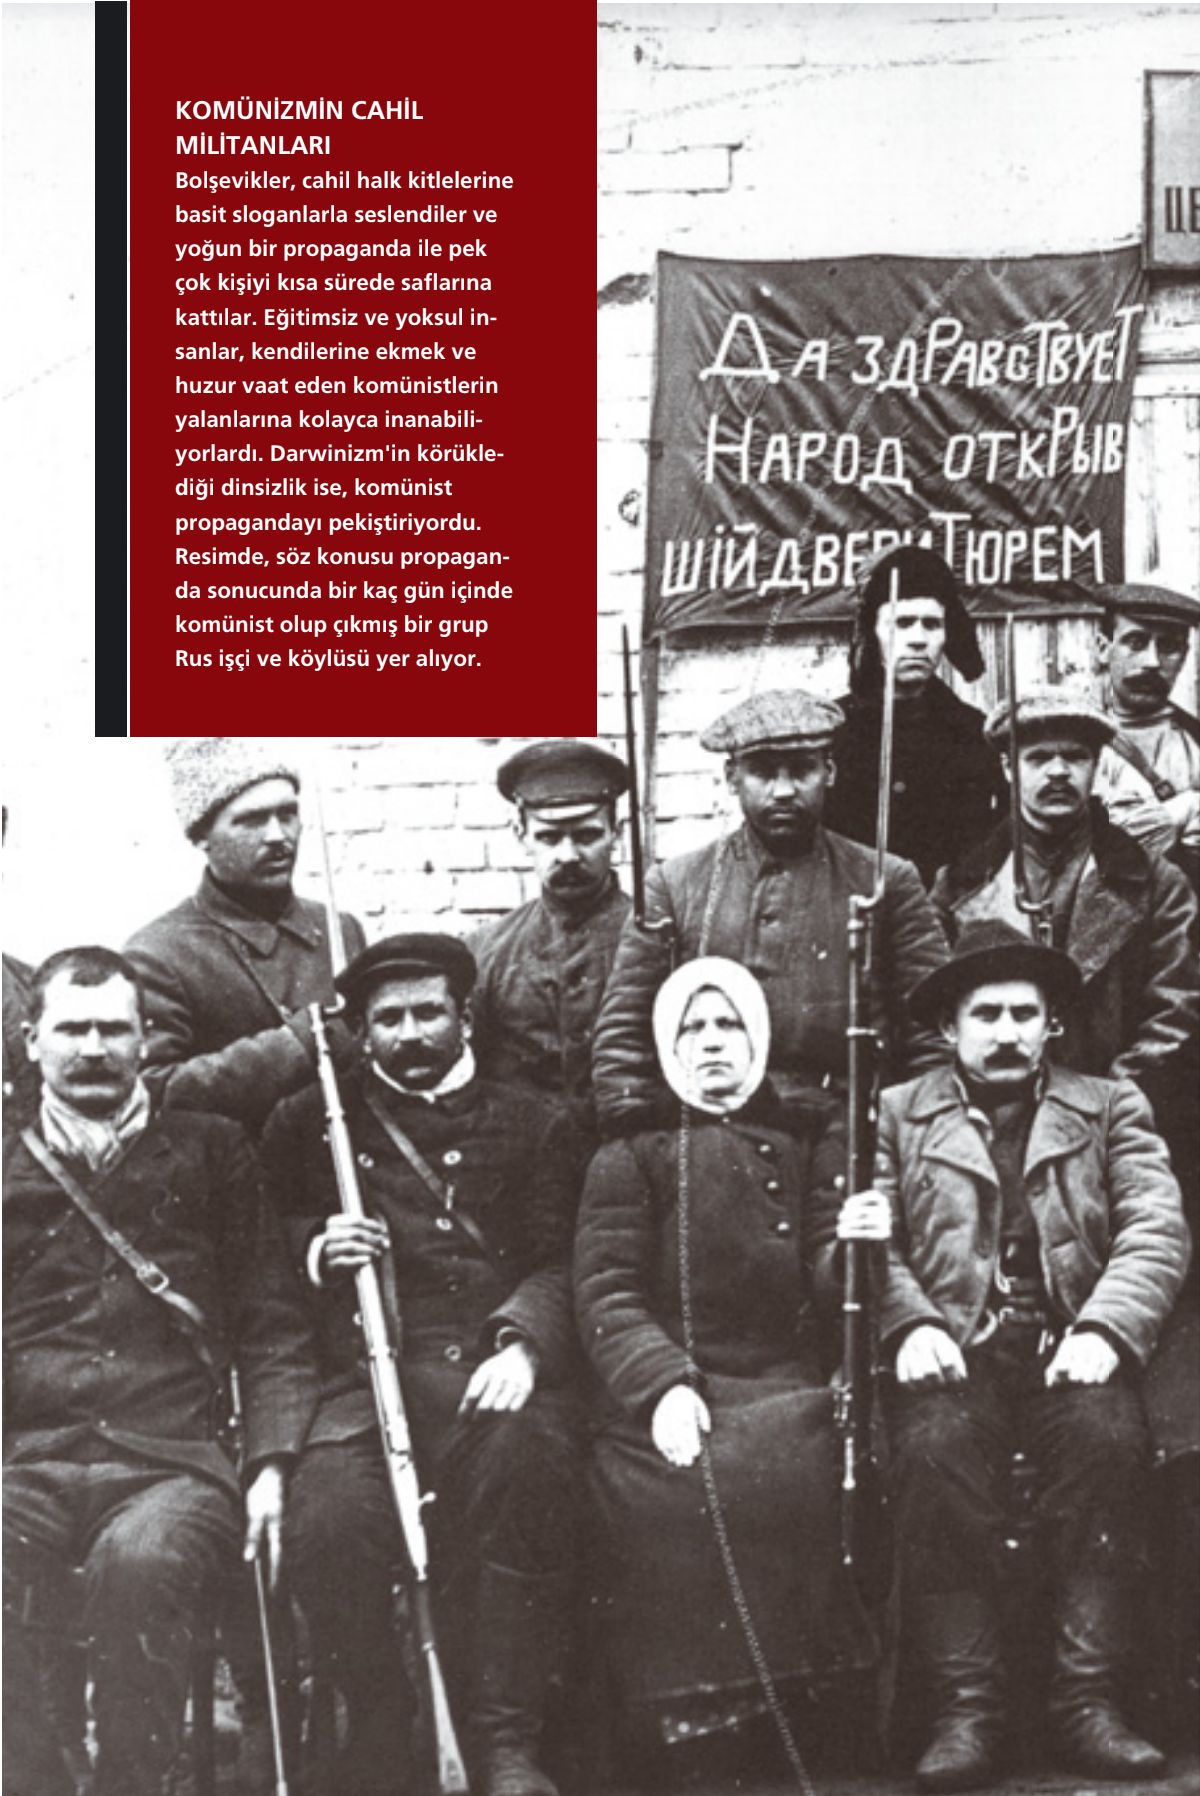 KOMÜNİZMİN CAHİL
MİLİTANLARI
Bolşevikler, cahil halk kitlelerine
basit sloganlarla seslendiler ve
yoğun bir propaganda ile pek
çok kişiyi kısa sürede saflarına
kattılar. Eğitimsiz ve yoksul in-
sanlar, kendilerine ekmek ve
huzur vaat eden komünistlerin
yalanlarına kolayca inanabili-
yorlardı. Darwinizm'in körükle-
diği dinsizlik ise, komünist
propagandayı pekiştiriyordu.
Resimde, söz konusu propagan-
da sonucunda bir kaç gün içinde
komünist olup çıkmış bir grup
Rus işçi ve köylüsü yer alıyor.
ЦЕ
ДА ЗДРАВСТВУЕТ
НАРОД ОТКРЫВ
ШІЙ ДВЕРИ ТЮРЕМ